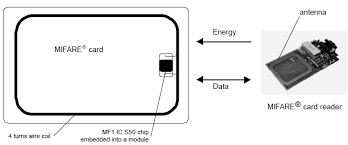 MIFARE® card
4 turns wire coil
MF1 IC S50 chip
embedded into a module
Energy
Data
antenna
MIFARE® card reader